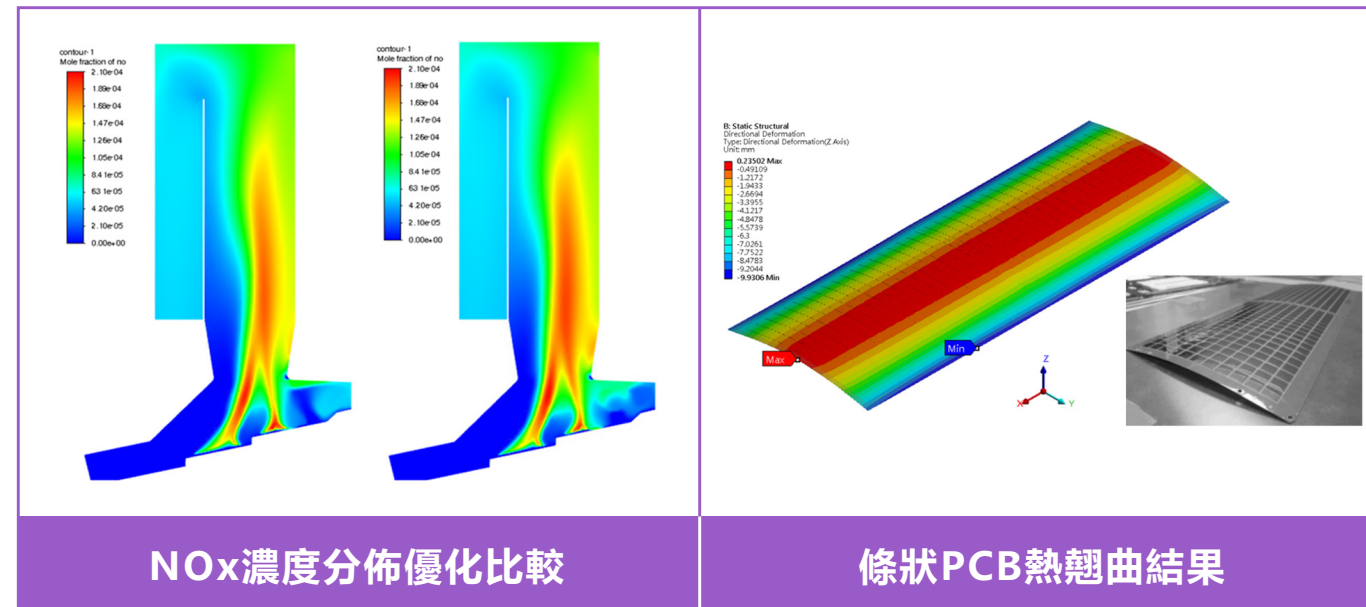 contour-1
Mole fraction of no
2.10e-04
1.89e-04
1.68e-04
1.47e-04
1.26e-04
1.05e-04
8.41e-05
6.31e-05
4.20e-05
2.10e-05
0.00e+00
contour-1
Mole fraction of no
2.10e-04
1.89e-04
1.68e-04
1.47e-04
1.26e-04
1.05e-04
8.41e-05
6.31e-05
4.20e-05
2.10e-05
0.00e+00
B: Static Structural
Directional Deformation
Type: Directional Deformation(Z Axis)
Unit: mm
0.23502 Max
-0.49109
-1.2172
-1.9433
-2.6694
-3.3955
-4.1217
-4.8478
-5.5739
-6.3
-7.0261
-7.7522
-8.4783
-9.2044
-9.9306 Min
Max
Min
Z
X
Y
NOx濃度分佈優化比較
條狀PCB熱翹曲結果